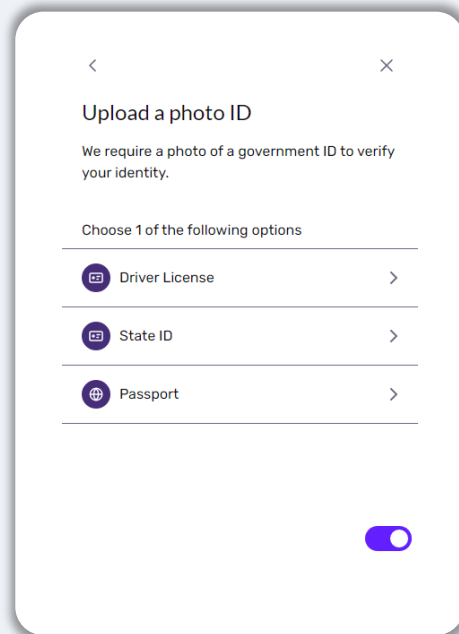 Upload a photo ID
We require a photo of a government ID to verify
your identity.
Choose 1 of the following options
Driver License
State ID
Passport